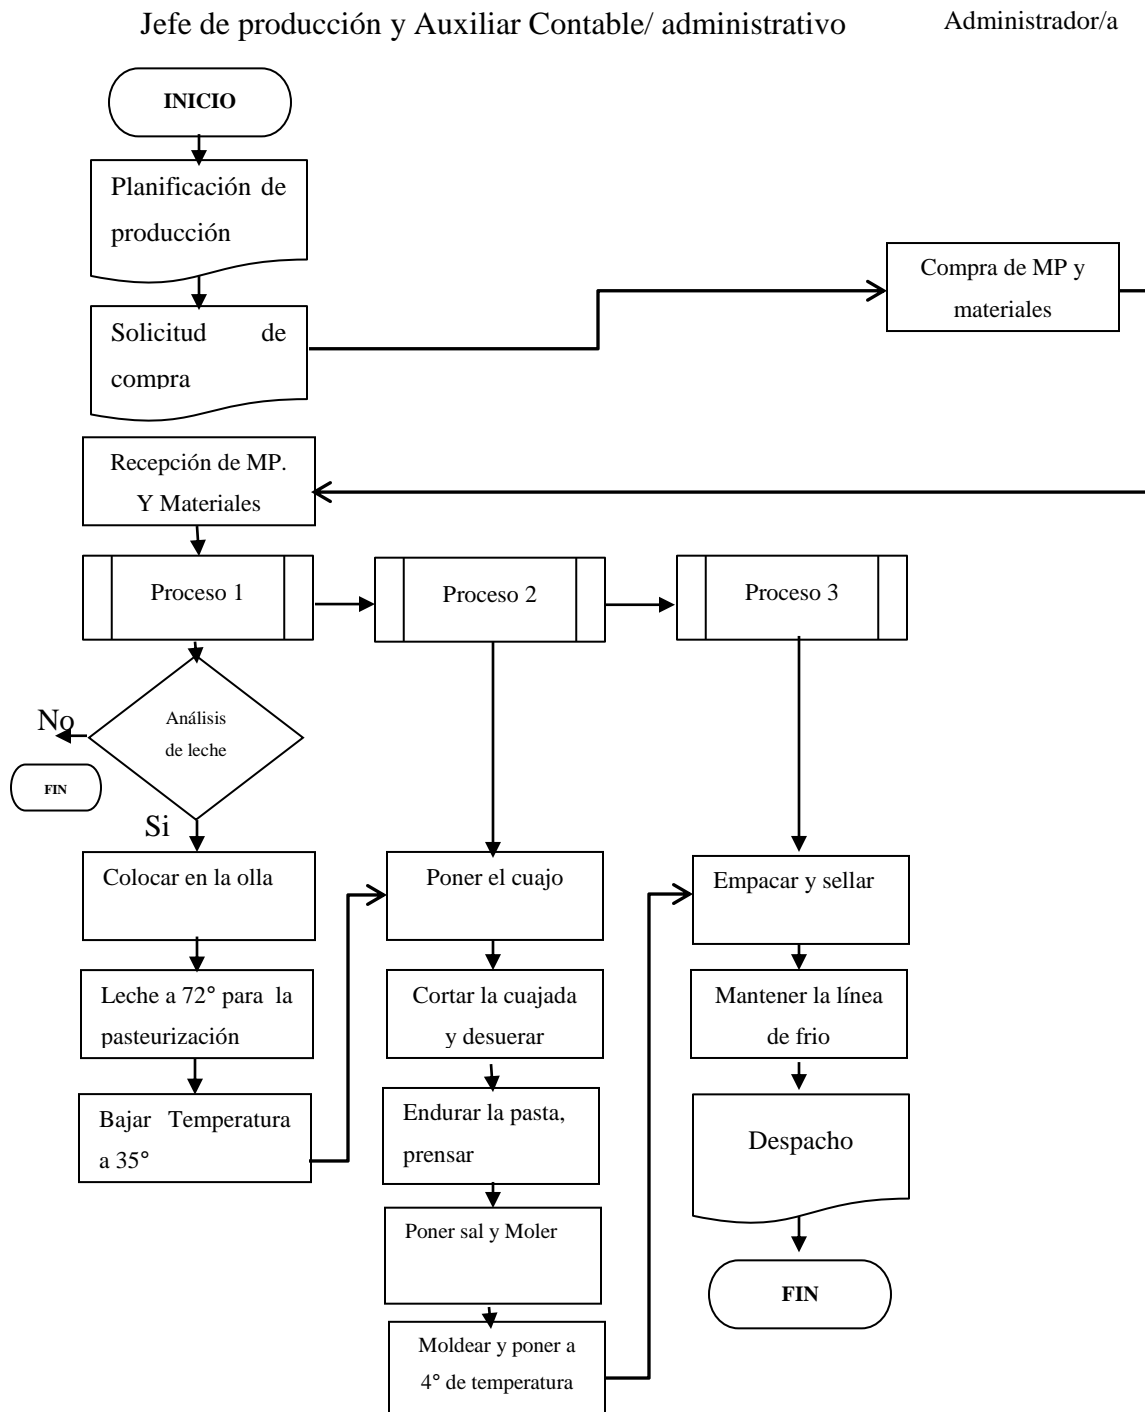 Jefe de producción y Auxiliar Contable/ administrativo
Administrador/a
INICIO
Planificación de
producción
Compra de MP y
materiales
Solicitud de
compra
Recepción de MP.
Y Materiales
Proceso 1
Proceso 2
Proceso 3
Análisis
de leche
No
FIN
Si
Colocar en la olla
Leche a 72° para la
pasteurización
Bajar Temperatura
a 35°
Poner el cuajo
Cortar la cuajada
y desuerar
Endurar la pasta,
prensar
Poner sal y Moler
Moldear y poner a
4° de temperatura
Empacar y sellar
Mantener la línea
de frio
Despacho
FIN